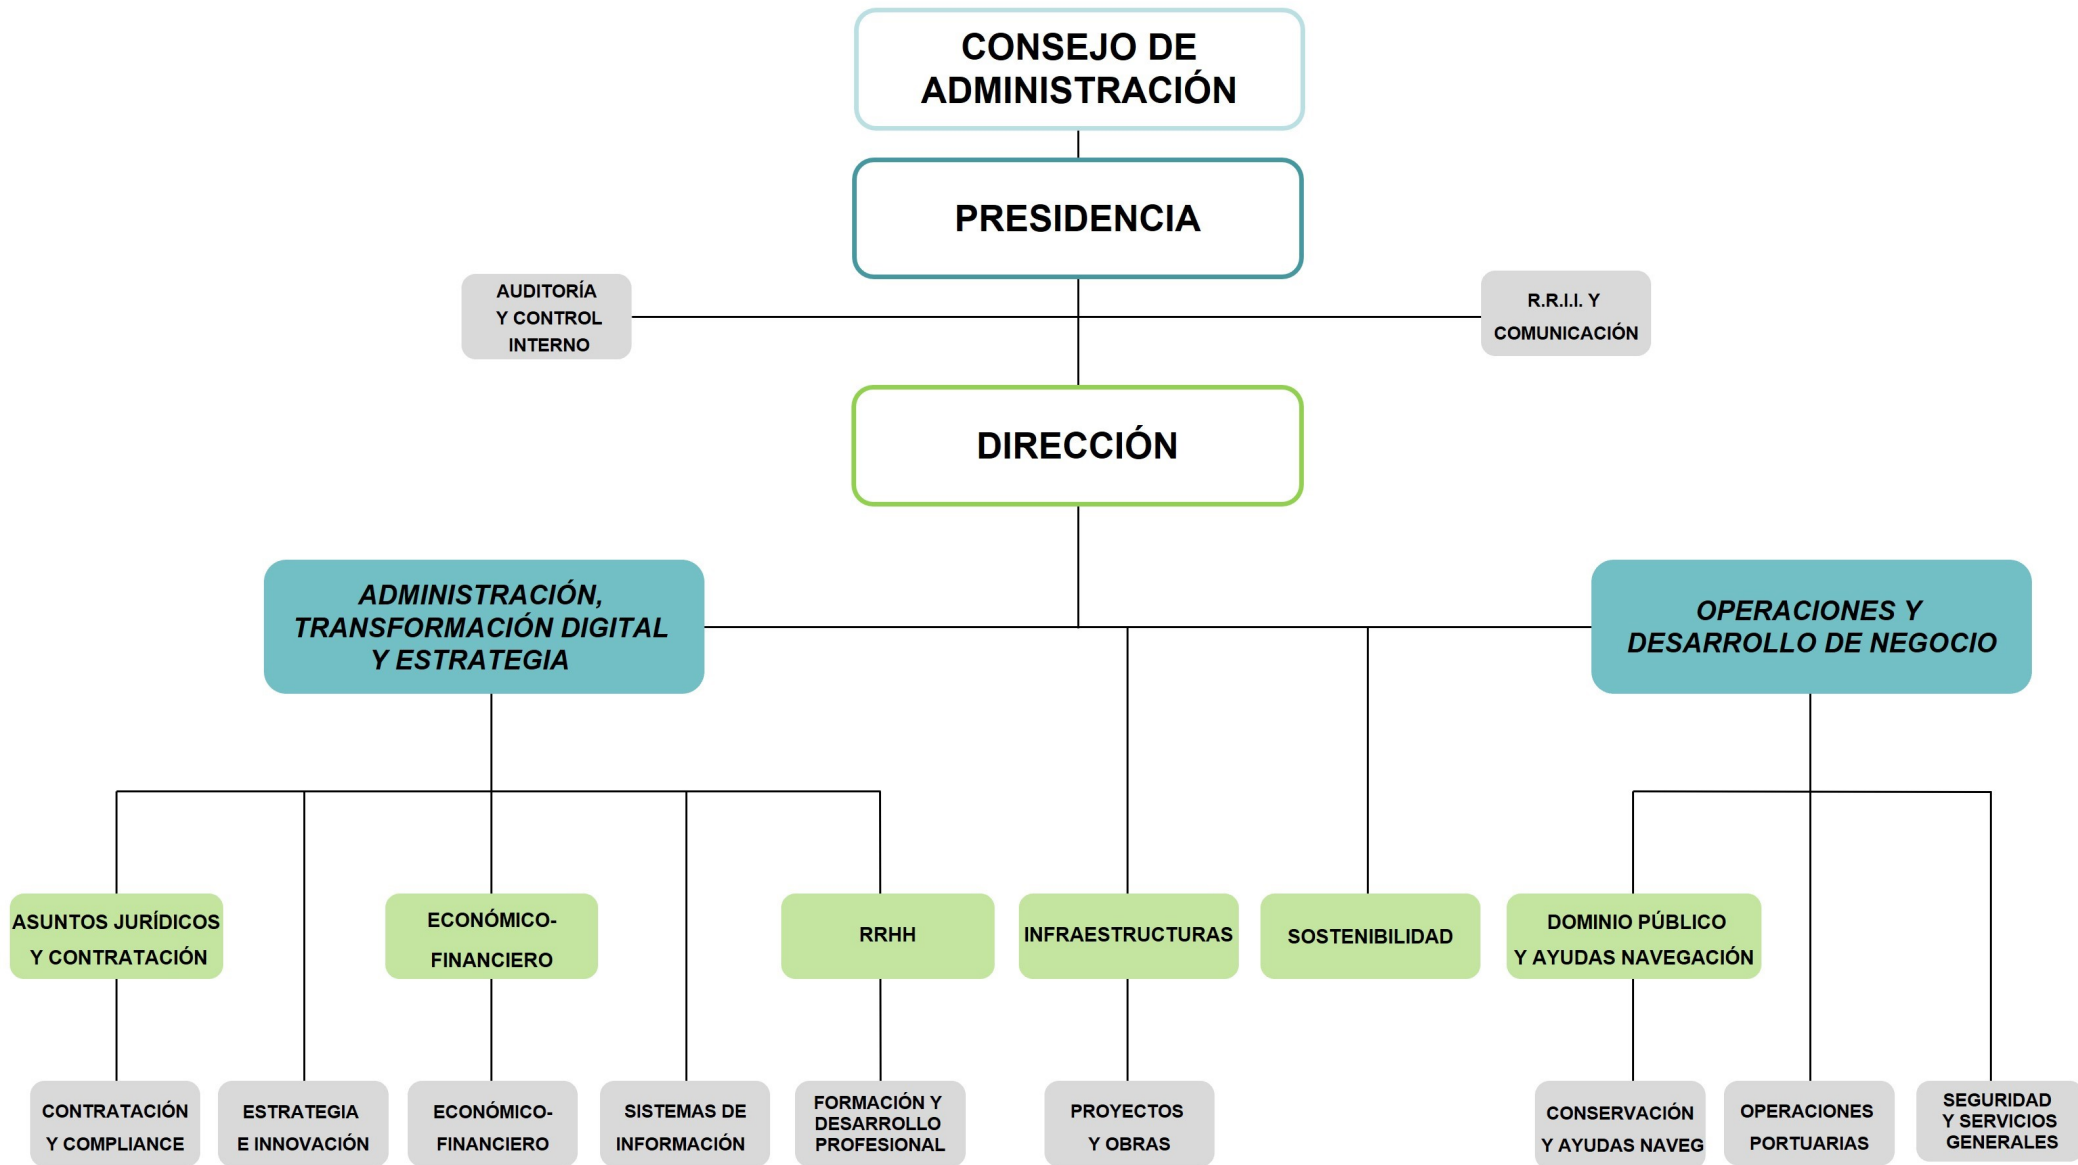 CONSEJO DE
ADMINISTRACIÓN
PRESIDENCIA
AUDITORÍA
Y CONTROL
INTERNO
R.R.I.I. Y
COMUNICACIÓN
DIRECCIÓN
ADMINISTRACIÓN,
TRANSFORMACIÓN DIGITAL
Y ESTRATEGIA
OPERACIONES Y
DESARROLLO DE NEGOCIO
ASUNTOS JURÍDICOS
Y CONTRATACIÓN
ECONÓMICO-
FINANCIERO
RRHH
INFRAESTRUCTURAS
SOSTENIBILIDAD
DOMINIO PÚBLICO
Y AYUDAS NAVEGACIÓN
CONTRATACIÓN
Y COMPLIANCE
ESTRATEGIA
E INNOVACIÓN
ECONÓMICO-
FINANCIERO
SISTEMAS DE
INFORMACIÓN
FORMACIÓN Y
DESARROLLO
PROFESIONAL
PROYECTOS
Y OBRAS
CONSERVACIÓN
Y AYUDAS NAVEG
OPERACIONES
PORTUARIAS
SEGURIDAD
Y SERVICIOS
GENERALES